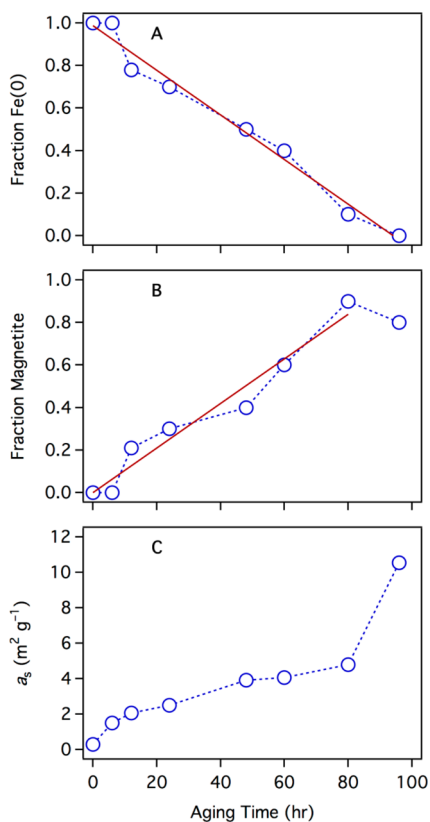 A
Fraction Fe(0)
1.0
0.8
0.6
0.4
0.2
0.0
B
Fraction Magnetite
1.0
0.8
0.6
0.4
0.2
0.0
C
aₛ (m² g⁻¹)
12
10
8
6
4
2
0
0 20 40 60 80 100
Aging Time (hr)